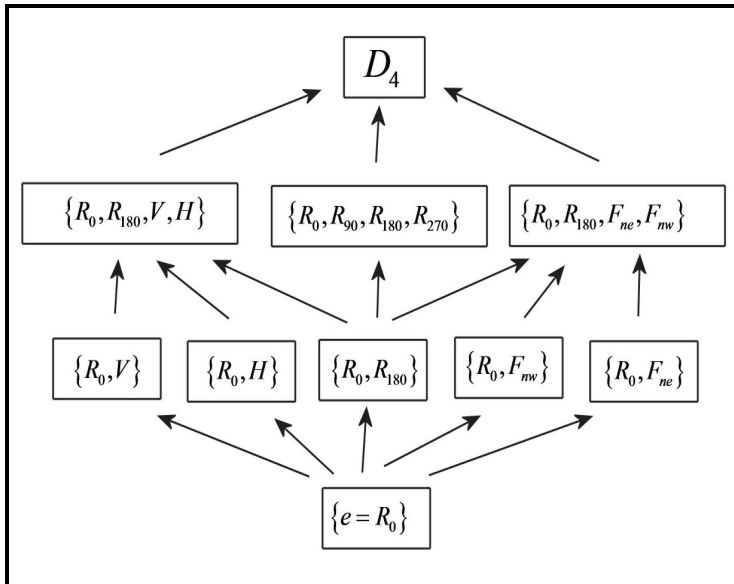 D₄
{R₀, R₁₈₀, V, H} {R₀, R₉₀, R₁₈₀, R₂₇₀} {R₀, R₁₈₀, Fₙₑ, Fₙw}
{R₀, V} {R₀, H} {R₀, R₁₈₀} {R₀, Fₙw} {R₀, Fₙₑ}
{e = R₀}